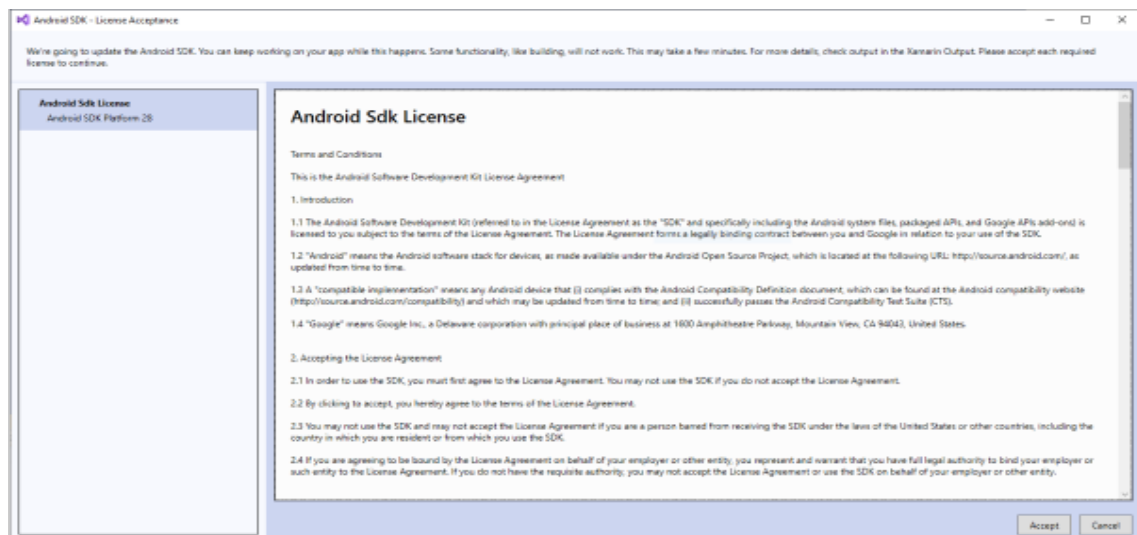 Android SDK - License Acceptance
We're going to update the Android SDK. You can keep working on your app while this happens. Some functionality, like building, will not work. This may take a few minutes. For more details, check output in the Xamarin Output. Please accept each required
license to continue.
Android Sdk License
Android SDK Platform 28
Android Sdk License
Terms and Conditions
This is the Android Software Development Kit License Agreement
1. Introduction
1.1 The Android Software Development Kit (referred to in the License Agreement as the "SDK" and specifically including the Android system files, packaged APIs, and Google APIs add-ons) is
licensed to you subject to the terms of the License Agreement. The License Agreement forms a legally binding contract between you and Google in relation to your use of the SDK.
1.2 "Android" means the Android software stack for devices, as made available under the Android Open Source Project, which is located at the following URL: http://source.android.com/, as
updated from time to time.
1.3 A "compatible implementation" means any Android device that (i) complies with the Android Compatibility Definition document, which can be found at the Android compatibility website
(http://source.android.com/compatibility) and which may be updated from time to time; and (ii) successfully passes the Android Compatibility Test Suite (CTS).
1.4 "Google" means Google Inc., a Delaware corporation with principal place of business at 1600 Amphitheatre Parkway, Mountain View, CA 94043, United States.
2. Accepting the License Agreement
2.1 In order to use the SDK, you must first agree to the License Agreement. You may not use the SDK if you do not accept the License Agreement.
2.2 By clicking to accept, you hereby agree to the terms of the License Agreement.
2.3 You may not use the SDK and may not accept the License Agreement if you are a person barred from receiving the SDK under the laws of the United States or other countries, including the
country in which you are resident or from which you use the SDK.
2.4 If you are agreeing to be bound by the License Agreement on behalf of your employer or other entity, you represent and warrant that you have full legal authority to bind your employer or
such entity to the License Agreement. If you do not have the requisite authority, you may not accept the License Agreement or use the SDK on behalf of your employer or other entity.
Accept
Cancel